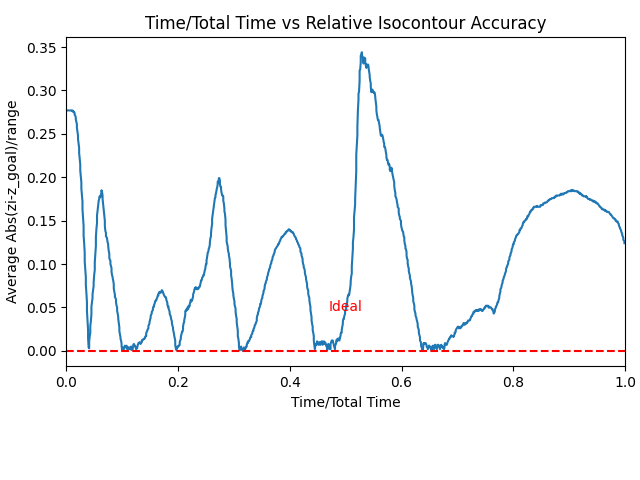 Time/Total Time vs Relative Isocontour Accuracy
Average Abs(zi-z_goal)/range
0.35
0.30
0.25
0.20
0.15
0.10
0.05
0.00
Ideal
0.0 0.2 0.4 0.6 0.8 1.0
Time/Total Time